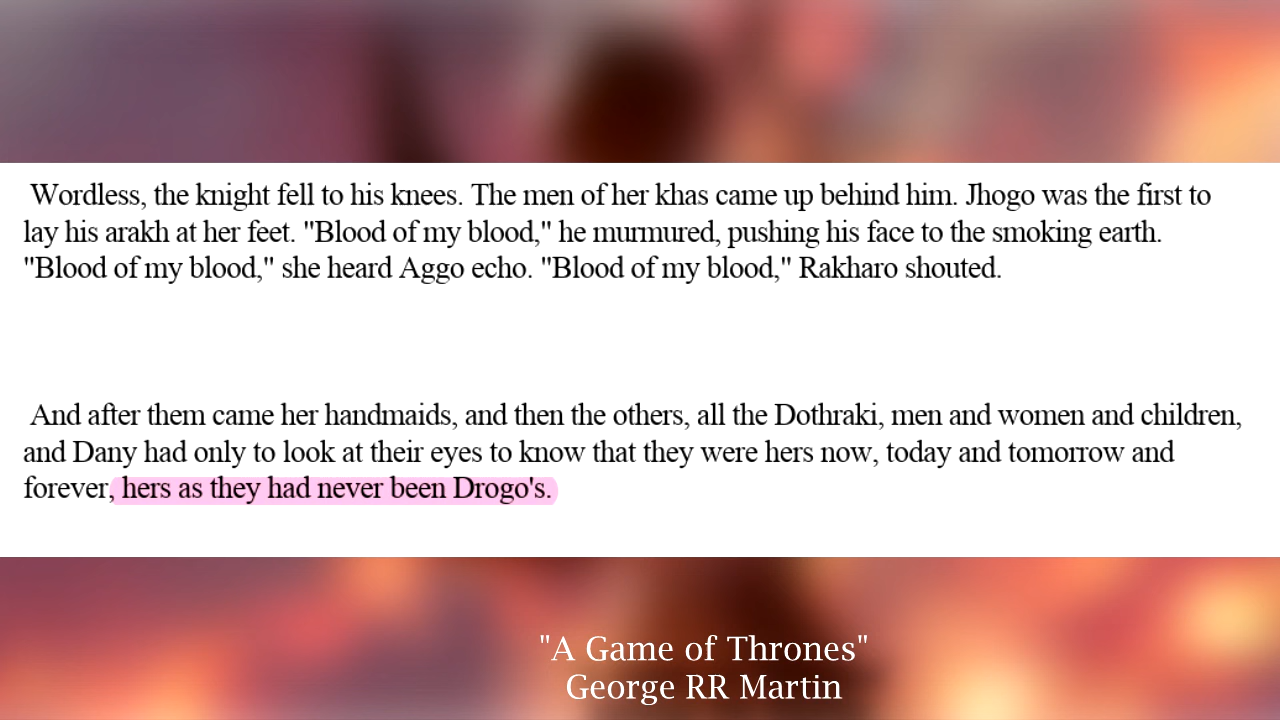 Wordless, the knight fell to his knees. The men of her khas came up behind him. Jhogo was the first to
lay his arakh at her feet. "Blood of my blood," he murmured, pushing his face to the smoking earth.
"Blood of my blood," she heard Aggo echo. "Blood of my blood," Rakharo shouted.
And after them came her handmaids, and then the others, all the Dothraki, men and women and children,
and Dany had only to look at their eyes to know that they were hers now, today and tomorrow and
forever, hers as they had never been Drogo's.
"A Game of Thrones"
George RR Martin